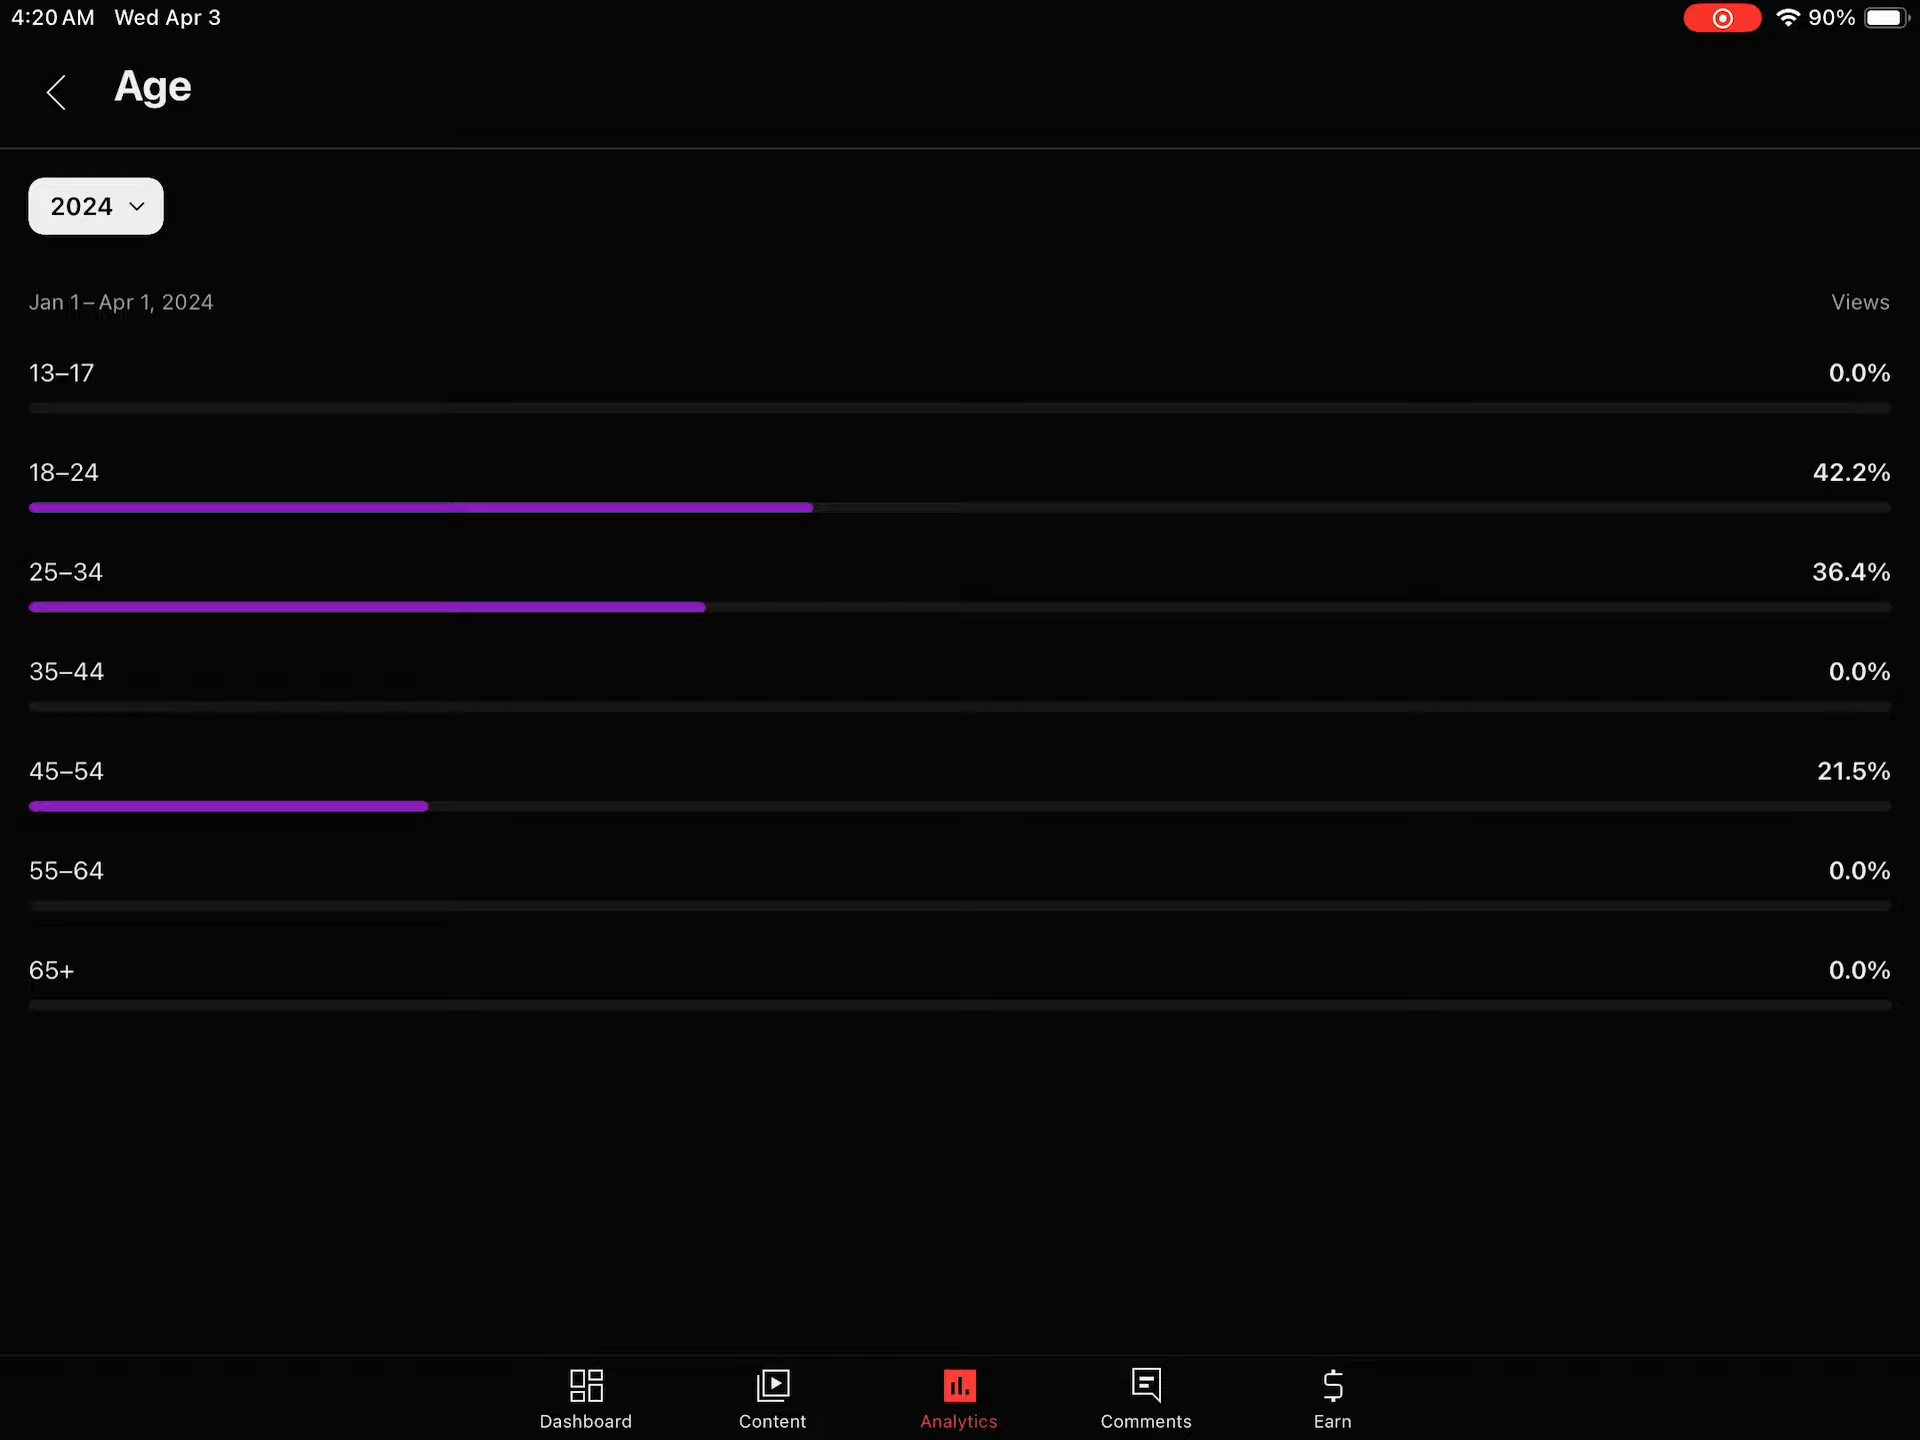 4:20 AM Wed Apr 3 90%
Age
2024
Jan 1 – Apr 1, 2024 Views
13–17 0.0%
18–24 42.2%
25–34 36.4%
35–44 0.0%
45–54 21.5%
55–64 0.0%
65+ 0.0%
Dashboard Content Analytics Comments Earn